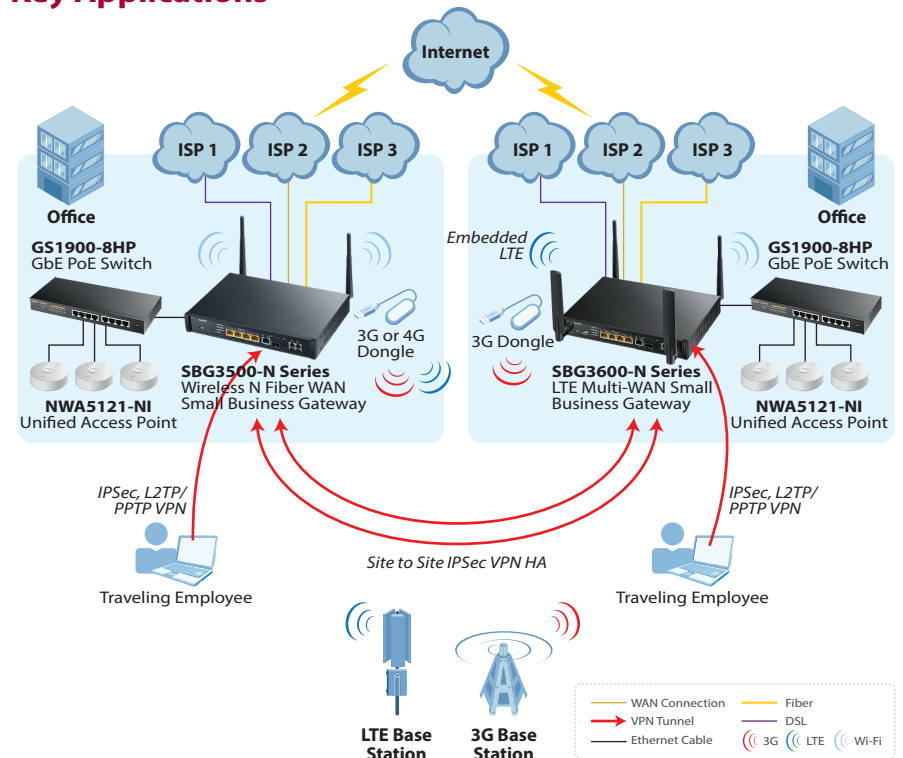 Key Applications
Internet
ISP 1
ISP 2
ISP 3
ISP 1
ISP 2
ISP 3
Office
Office
GS1900-8HP
GbE PoE Switch
Embedded
LTE
GS1900-8HP
GbE PoE Switch
3G or 4G
Dongle
3G Dongle
SBG3500-N Series
Wireless N Fiber WAN
Small Business Gateway
SBG3600-N Series
LTE Multi-WAN Small
Business Gateway
NWA5121-NI
Unified Access Point
NWA5121-NI
Unified Access Point
IPSec, L2TP/
PPTP VPN
IPSec, L2TP/
PPTP VPN
Site to Site IPSec VPN HA
Traveling Employee
Traveling Employee
LTE Base
Station
3G Base
Station
WAN Connection
Fiber
VPN Tunnel
DSL
Ethernet Cable
3G
LTE
Wi-Fi